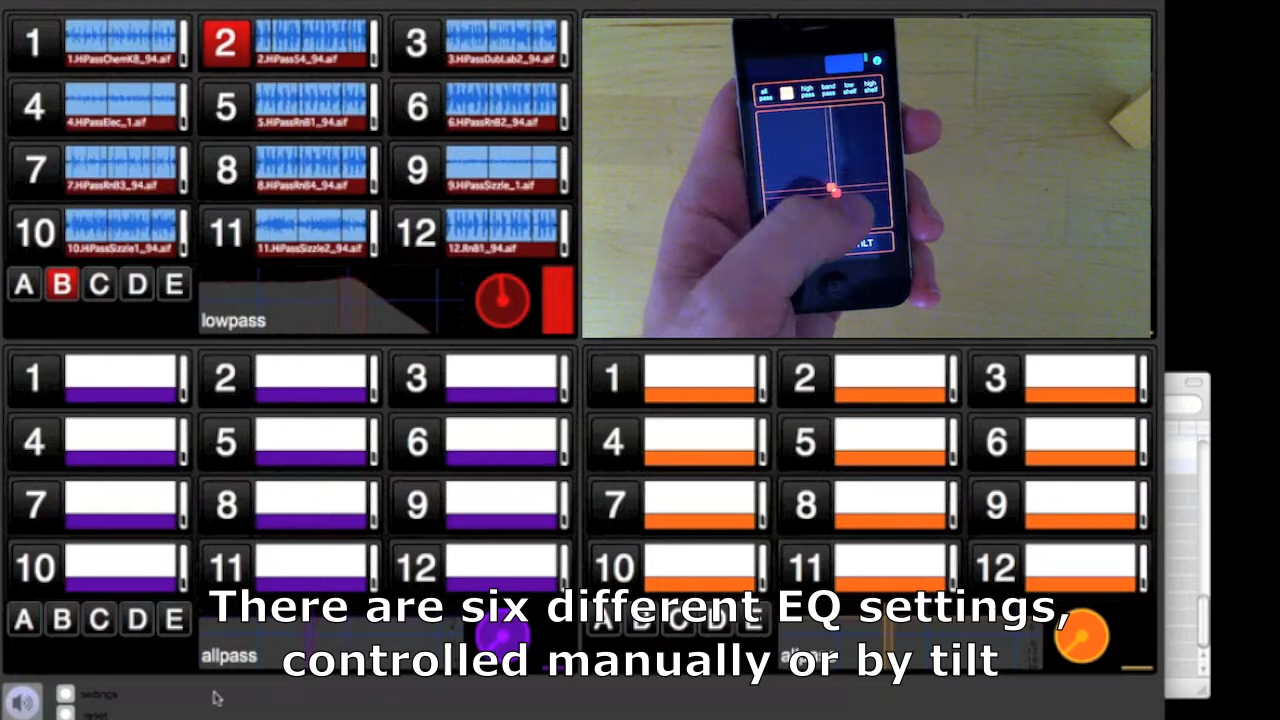 1 2 3
1.HiPassChemKB_94.aif 2.HiPass54_94.aif 3.HiPassDubLab2_94.aif
4 5 6
4.HiPassElec_1.aif 5.HiPassRnB1_94.aif 6.HiPassRnB2_94.aif
7 8 9
7.HiPassRnB3_94.aif 8.HiPassRnB4_94.aif 9.HiPassSizzle_1.aif
10 11 12
10.HiPassSizzle1_94.aif 11.HiPassSizzle2_94.aif 12.RnB1_94.aif
A B C D E
lowpass
all pass
high pass
band pass
low shelf
high shelf
1 2 3
4 5 6
7 8 9
10 11 12
A B C D E
allpass
1 2 3
4 5 6
7 8 9
10 11 12
A B C D E
There are six different EQ settings,
controlled manually or by tilt
settings
reset